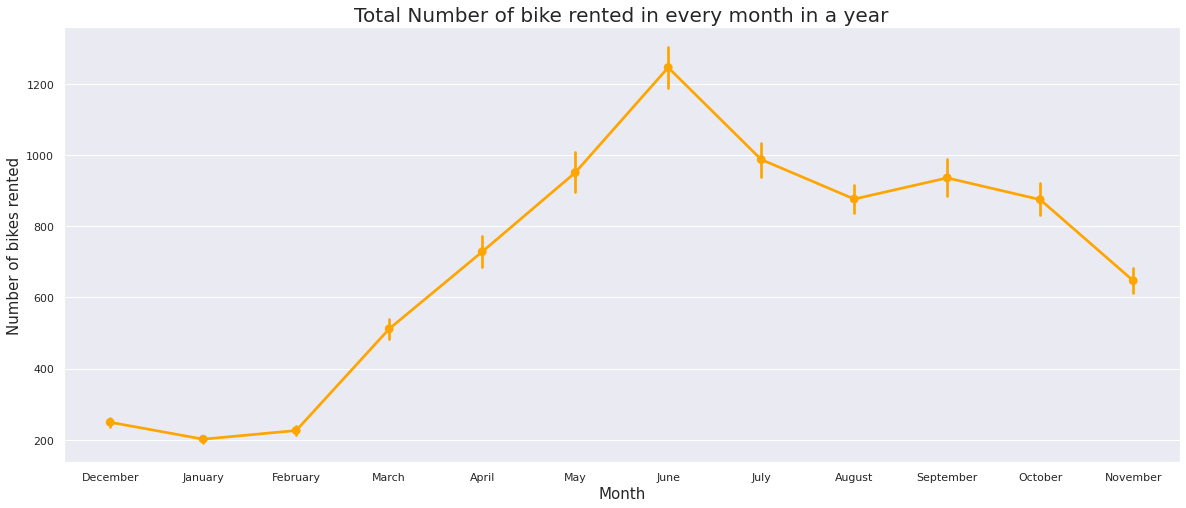 Total Number of bike rented in every month in a year
Number of bikes rented
1200
1000
800
600
400
200
December January February March April May June July August September October November
Month